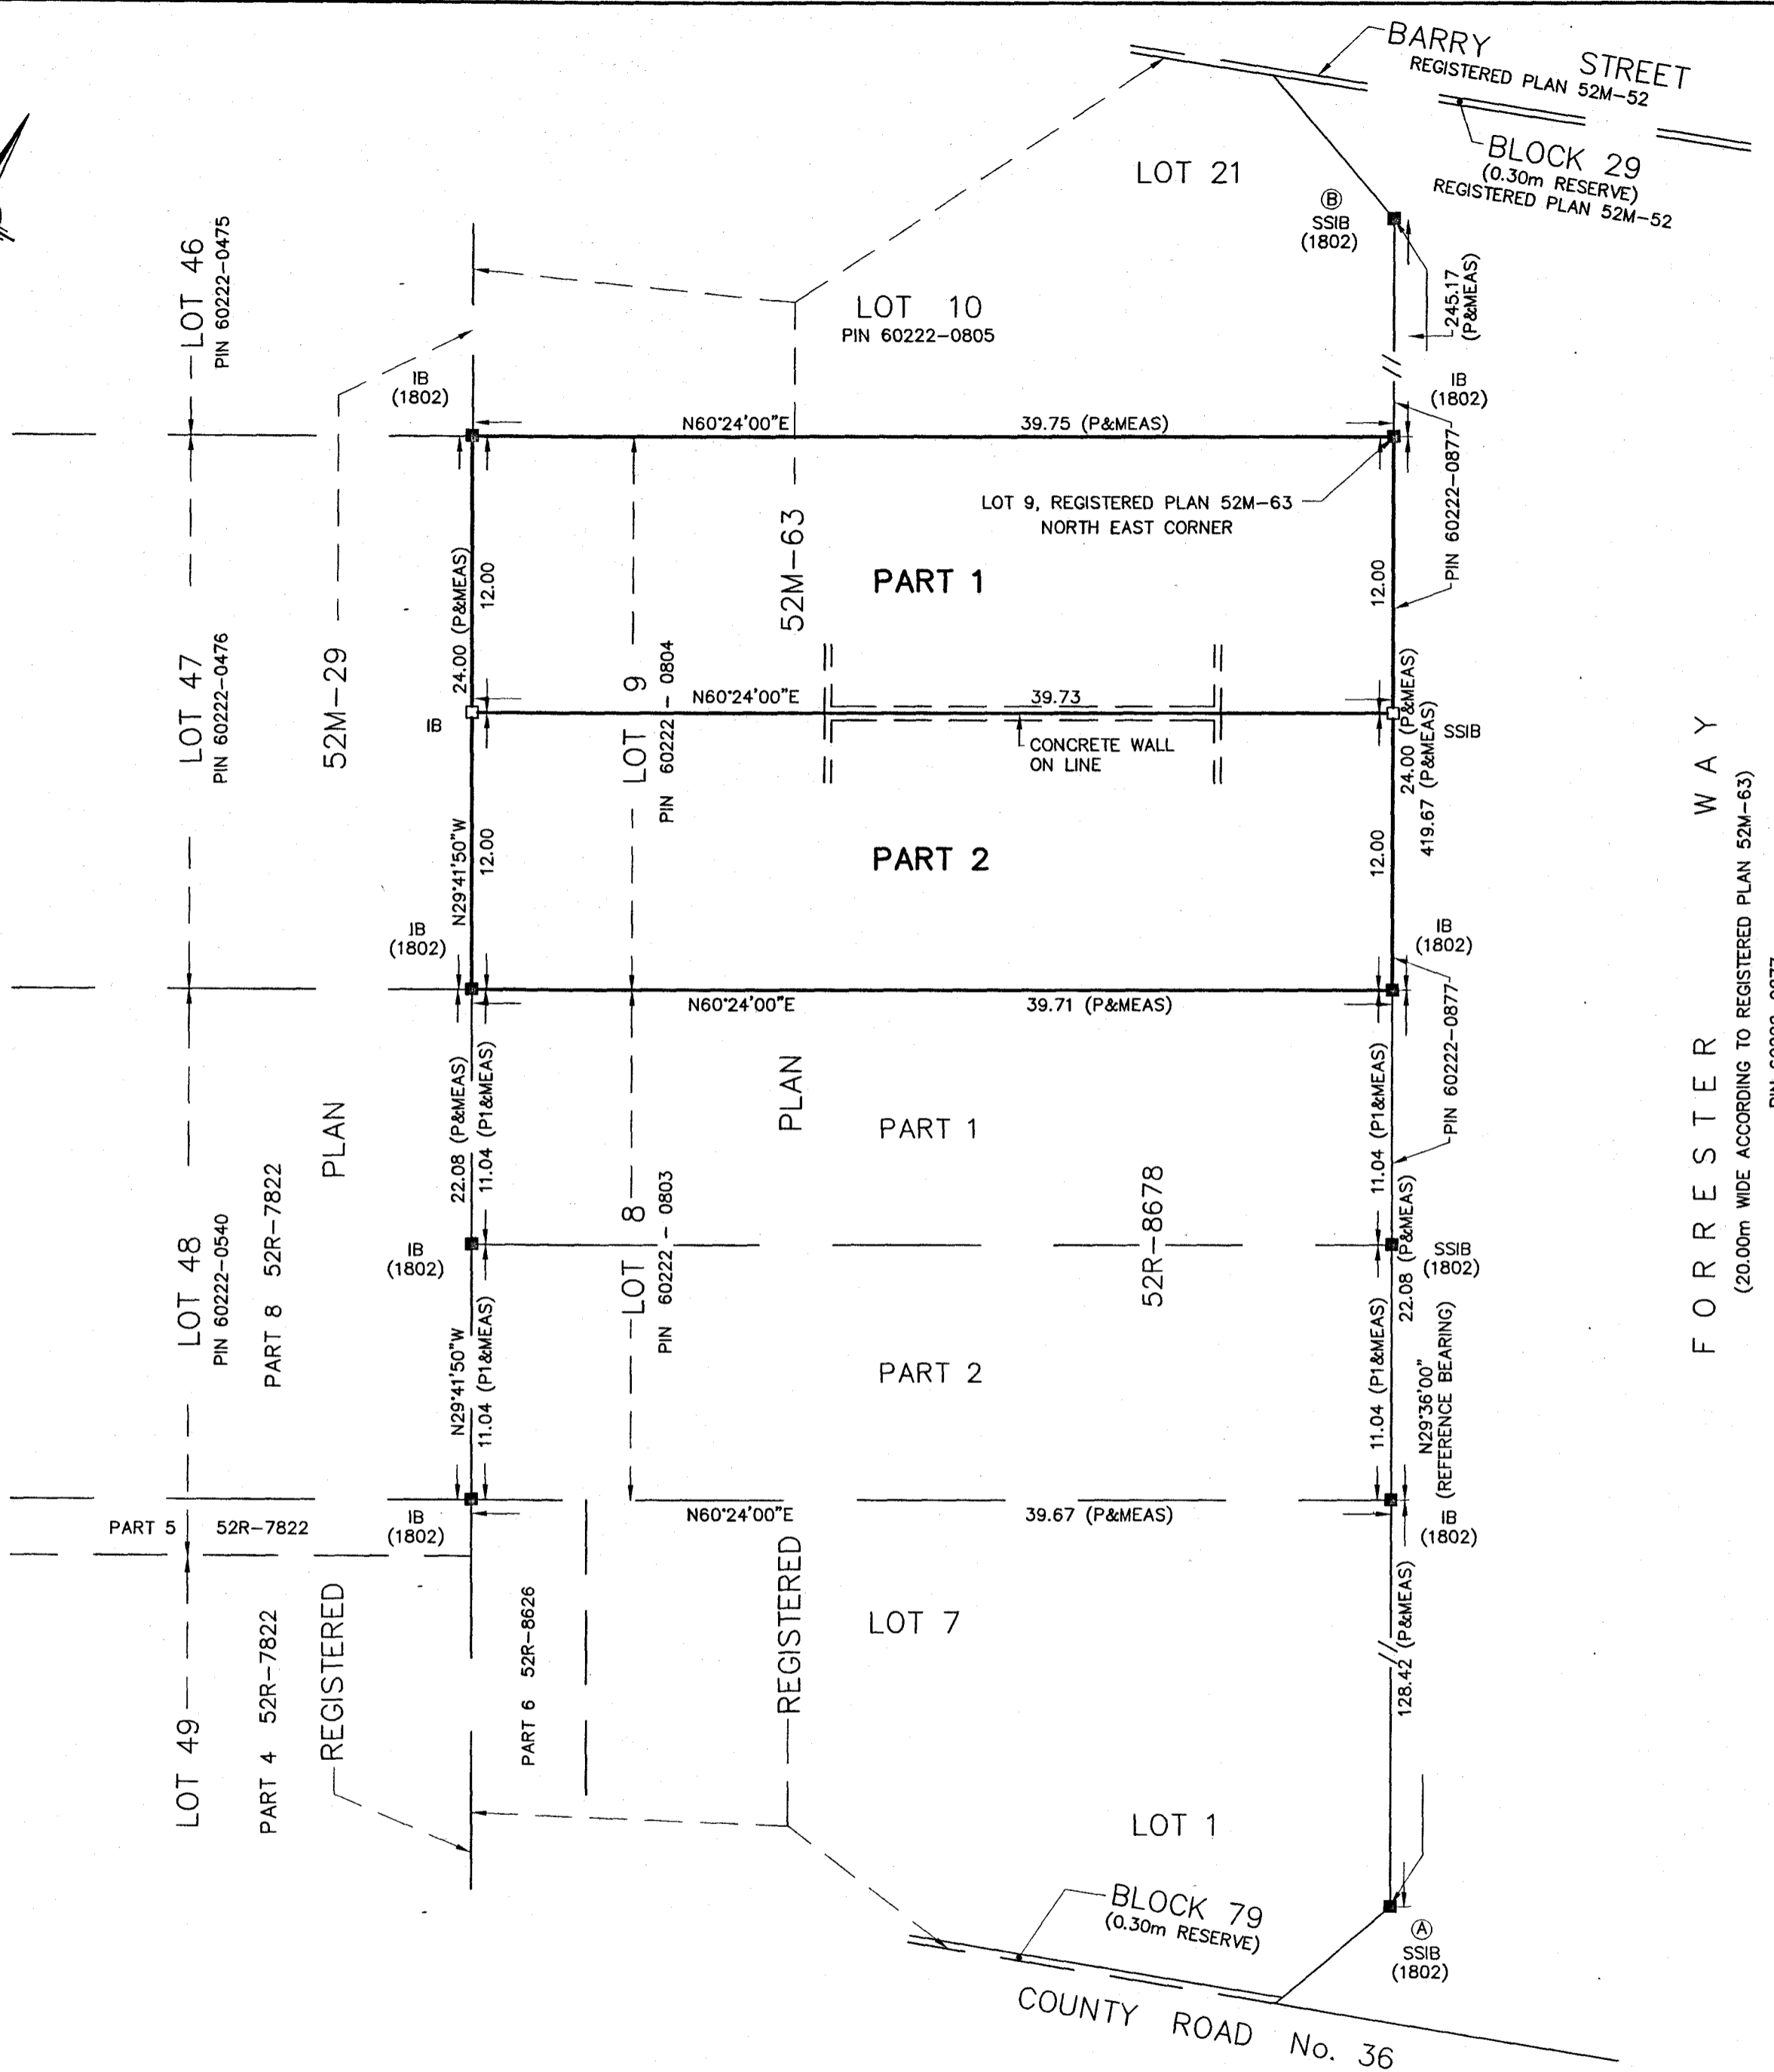 BARRY STREET
REGISTERED PLAN 52M-52
BLOCK 29
(0.30m RESERVE)
REGISTERED PLAN 52M-52
LOT 21
Ⓑ
SSIB
(1802)
245.17
(P&MEAS)
LOT 46
PIN 60222-0475
LOT 10
PIN 60222-0805
IB
(1802)
IB
(1802)
N60°24'00"E
39.75 (P&MEAS)
PIN 60222-0877
LOT 9, REGISTERED PLAN 52M-63
NORTH EAST CORNER
24.00 (P&MEAS)
12.00
52M-63
PART 1
12.00
LOT 47
PIN 60222-0476
52M-29
LOT 9
PIN 60222 - 0804
IB
N60°24'00"E
39.73
CONCRETE WALL
ON LINE
24.00 (P&MEAS)
419.67 (P&MEAS)
SSIB
N29°41'50"W
12.00
PART 2
12.00
IB
(1802)
IB
(1802)
N60°24'00"E
39.71 (P&MEAS)
PIN 60222-0877
FORRESTER WAY
(20.00m WIDE ACCORDING TO REGISTERED PLAN 52M-63)
22.08 (P&MEAS)
11.04 (P1&MEAS)
PLAN
PLAN
PART 1
11.04 (P1&MEAS)
22.08 (P&MEAS)
LOT 48
PIN 60222-0540
PART 8 52R-7822
LOT 8
PIN 60222 - 0803
52R-8678
IB
(1802)
SSIB
(1802)
N29°41'50"W
11.04 (P1&MEAS)
PART 2
11.04 (P1&MEAS)
N29°36'00"
(REFERENCE BEARING)
PART 5 52R-7822
IB
(1802)
N60°24'00"E
39.67 (P&MEAS)
IB
(1802)
LOT 49
PART 4 52R-7822
REGISTERED
PART 6 52R-8626
REGISTERED
LOT 7
128.42 (P&MEAS)
LOT 1
BLOCK 79
(0.30m RESERVE)
Ⓐ
SSIB
(1802)
COUNTY ROAD No. 36